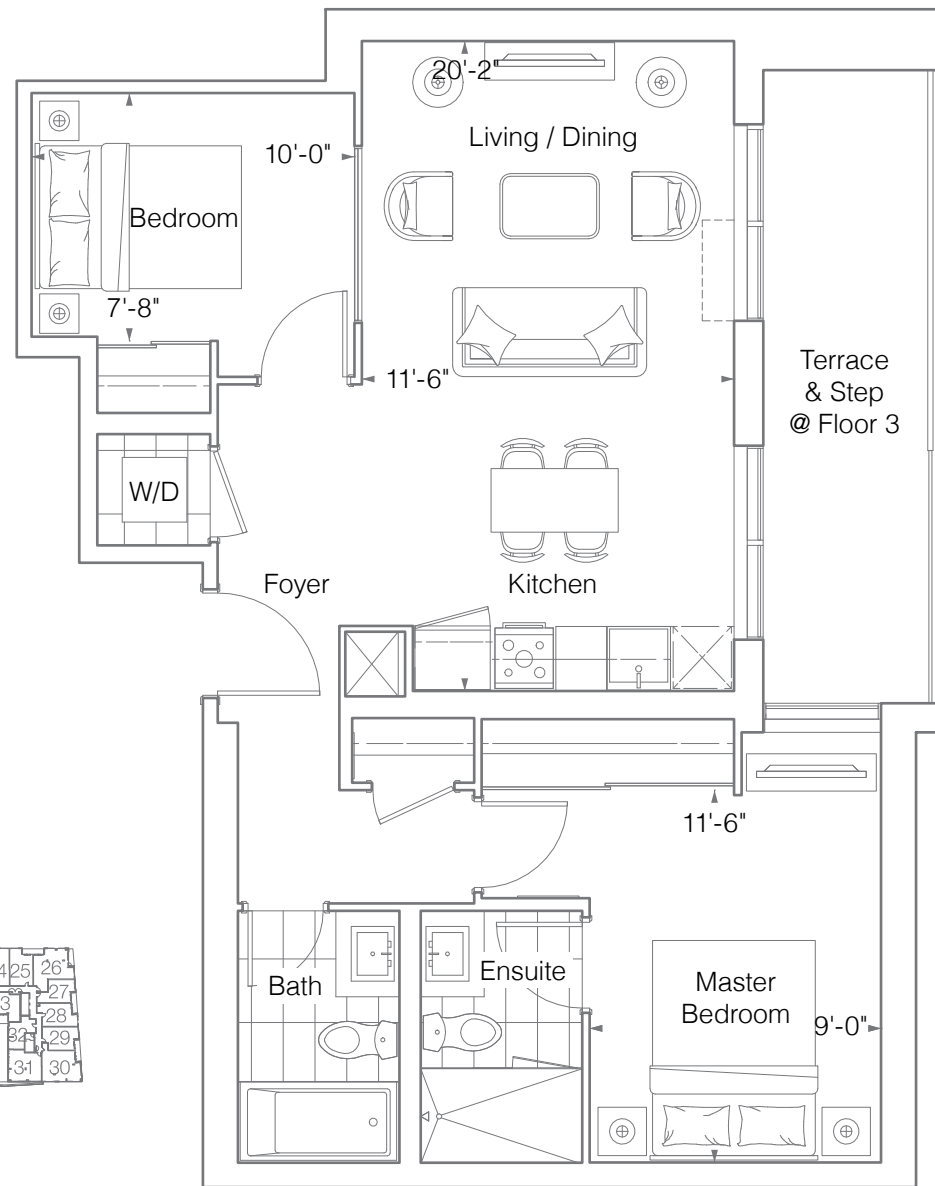 20'-2"
Living / Dining
10'-0"
Bedroom
7'-8"
11'-6"
Terrace
& Step
@ Floor 3
W/D
Foyer
Kitchen
11'-6"
Bath
Ensuite
Master
Bedroom
9'-0"
25
26
27
28
29
30
31
32